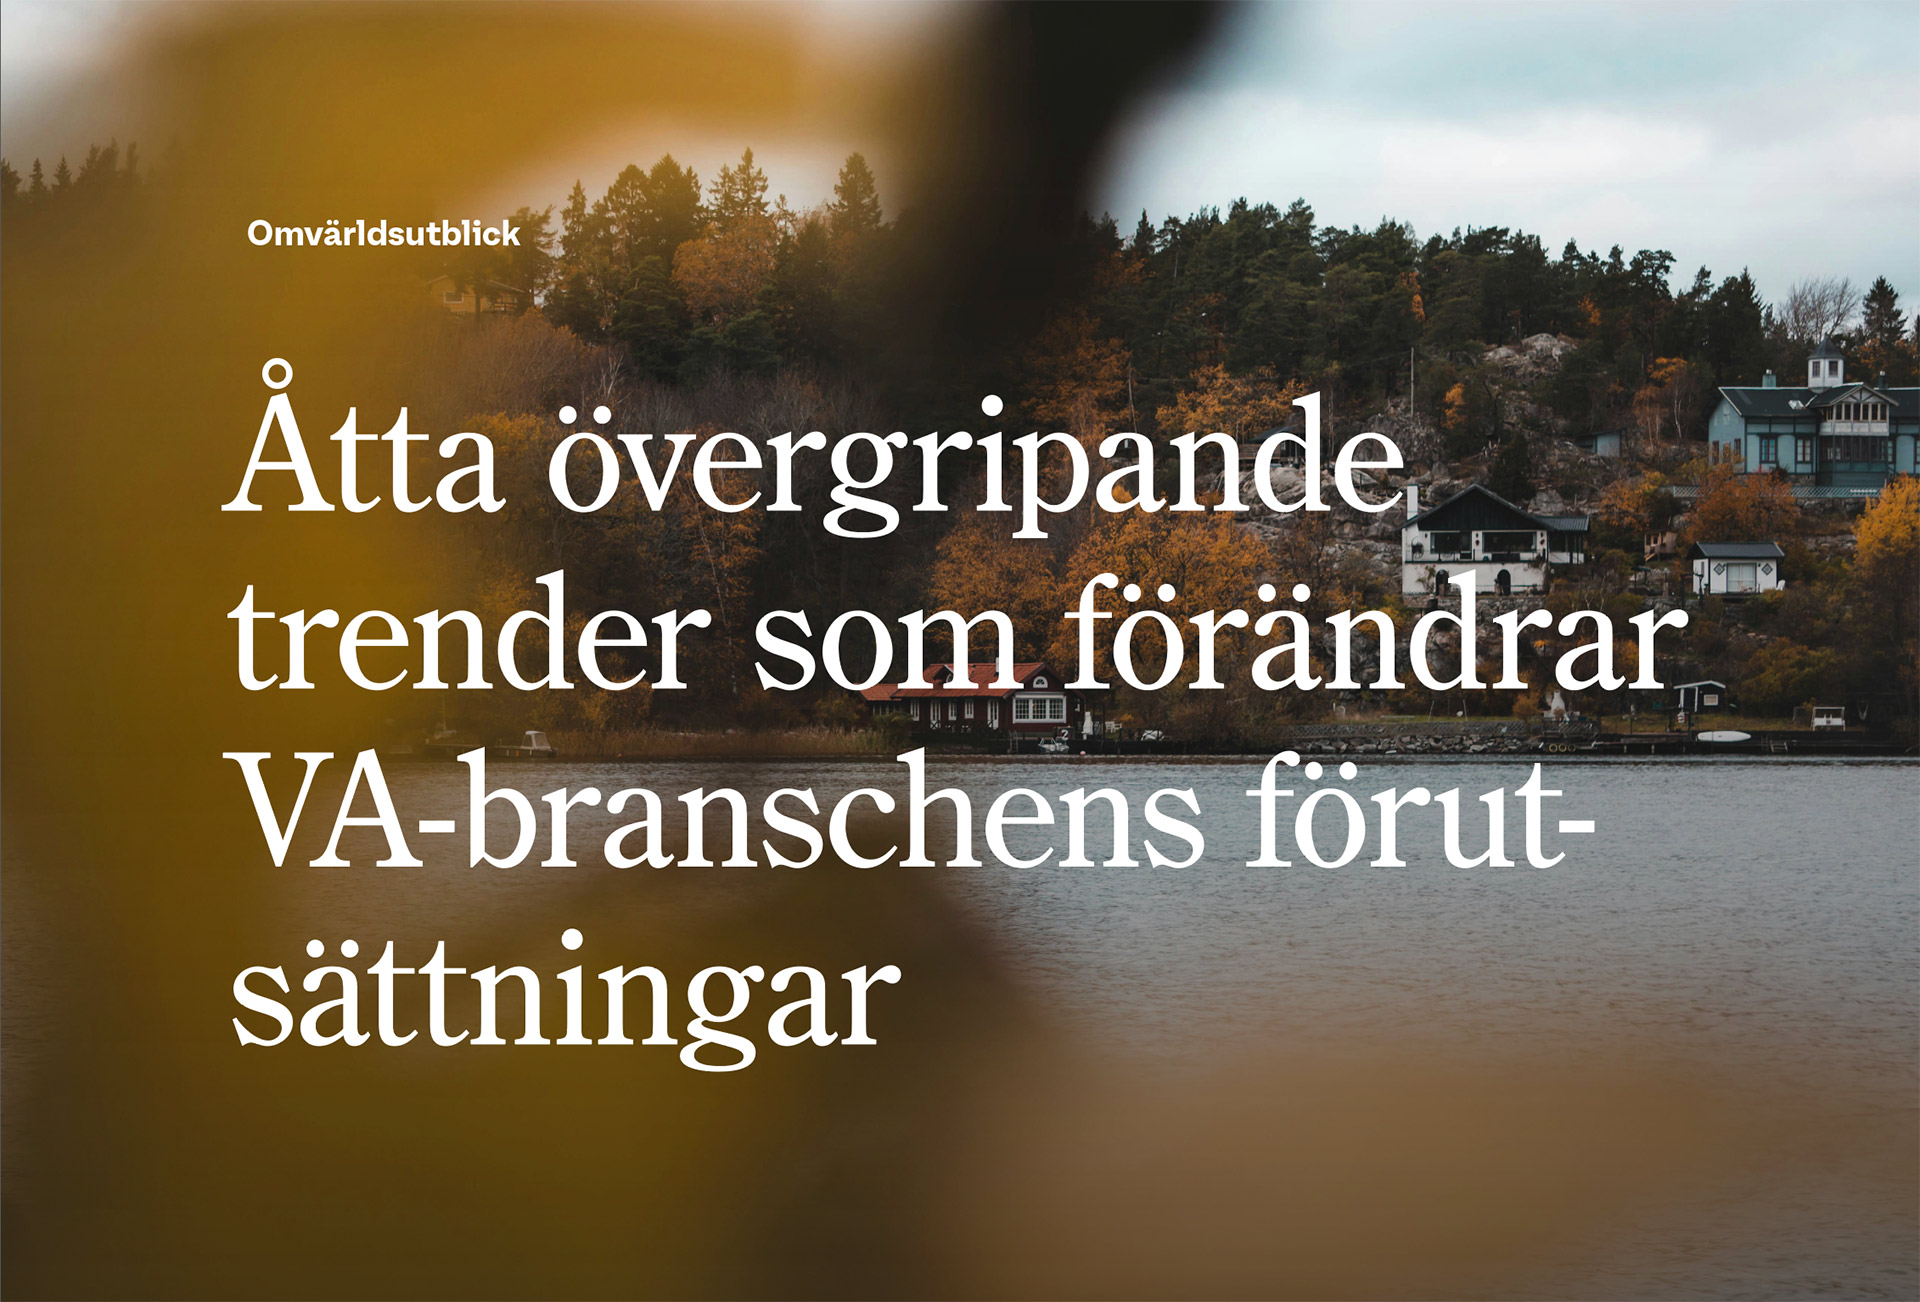 Omvärldsutblick
Åtta övergripande
trender som förändrar
VA-branschens förut-
sättningar